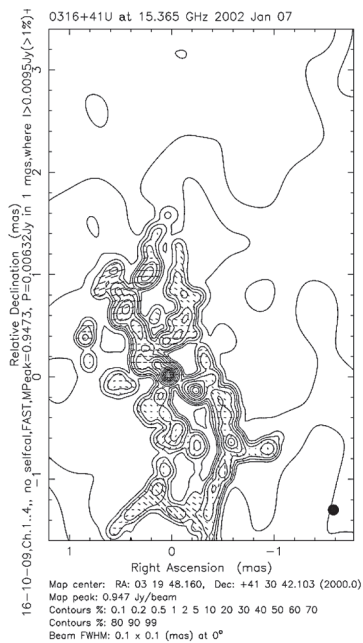 0316+41U at 15.365 GHz 2002 Jan 07
16-10-09,Ch.1..4,, no_selfcal,FAST,MPeak=0.9473, P=0.00632Jy in 1 mas,where I>0.0095Jy(>1%)+
Relative Declination (mas)
3
2
1
0
-1
1 0 -1
Right Ascension (mas)
Map center: RA: 03 19 48.160, Dec: +41 30 42.103 (2000.0)
Map peak: 0.947 Jy/beam
Contours %: 0.1 0.2 0.5 1 2 5 10 20 30 40 50 60 70
Contours %: 80 90 99
Beam FWHM: 0.1 x 0.1 (mas) at 0°